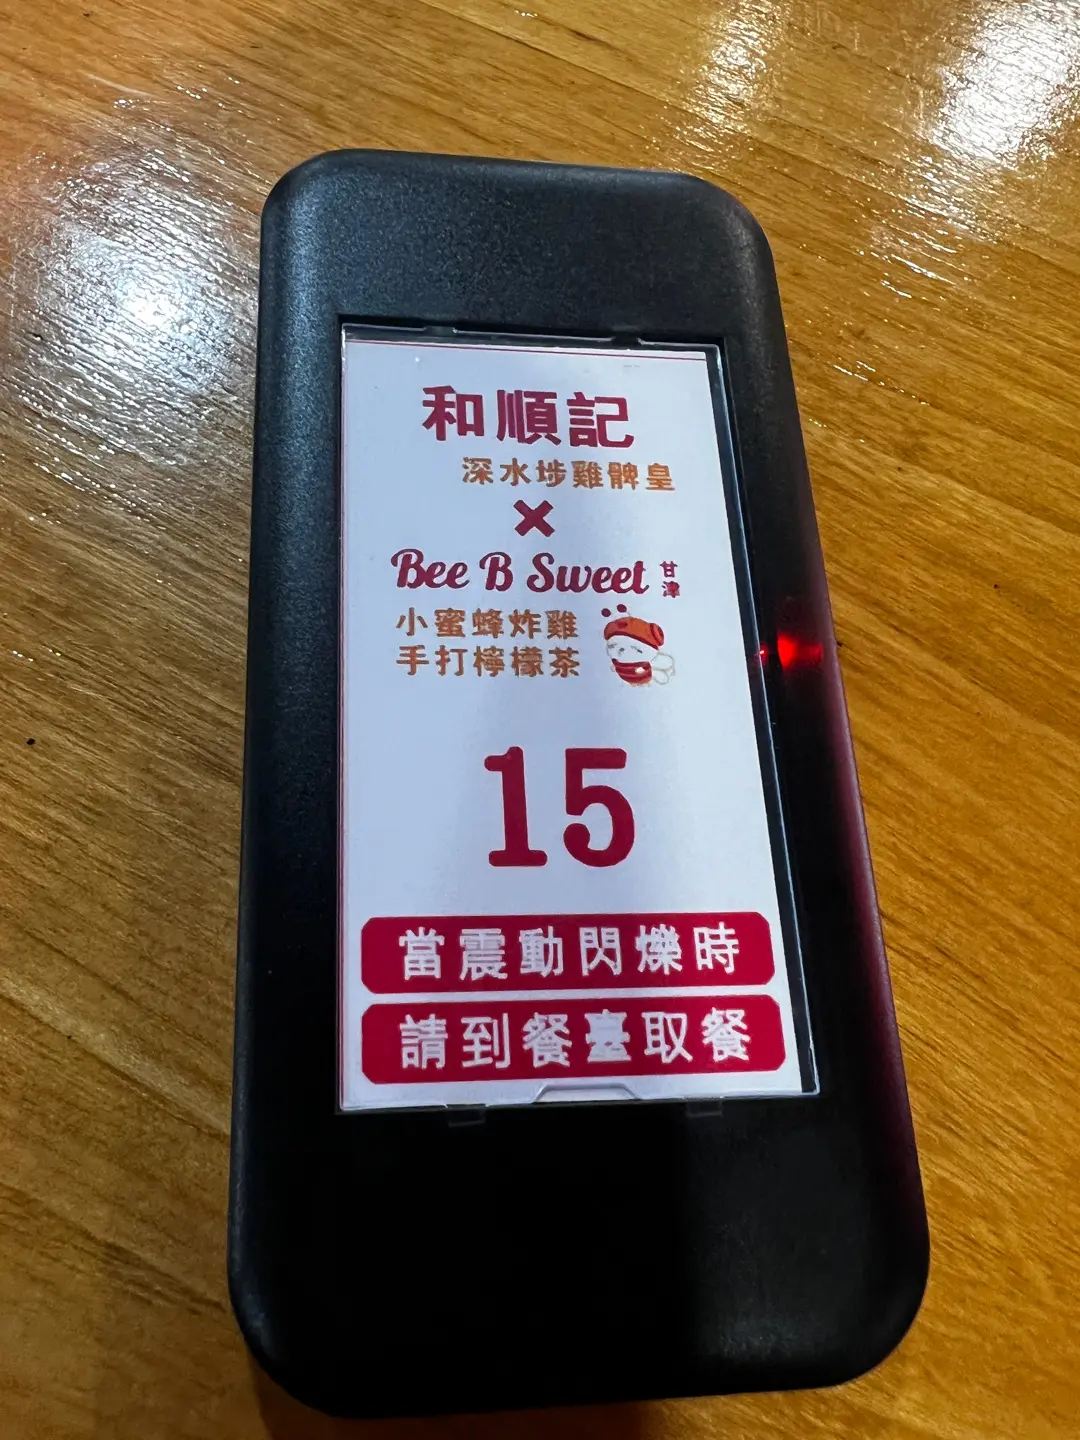 和順記
深水埗雞髀皇
×
Bee B Sweet 甘津
小蜜蜂炸雞
手打檸檬茶
15
當震動閃爍時
請到餐臺取餐